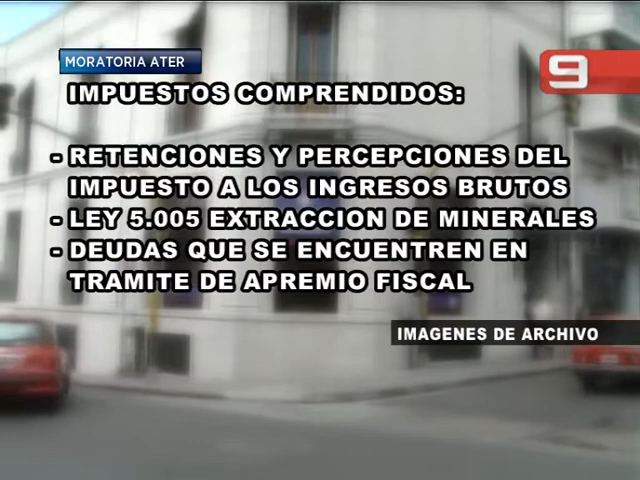 MORATORIA ATER
9
IMPUESTOS COMPRENDIDOS:
- RETENCIONES Y PERCEPCIONES DEL
IMPUESTO A LOS INGRESOS BRUTOS
- LEY 5.005 EXTRACCION DE MINERALES
- DEUDAS QUE SE ENCUENTREN EN
TRAMITE DE APREMIO FISCAL
IMAGENES DE ARCHIVO